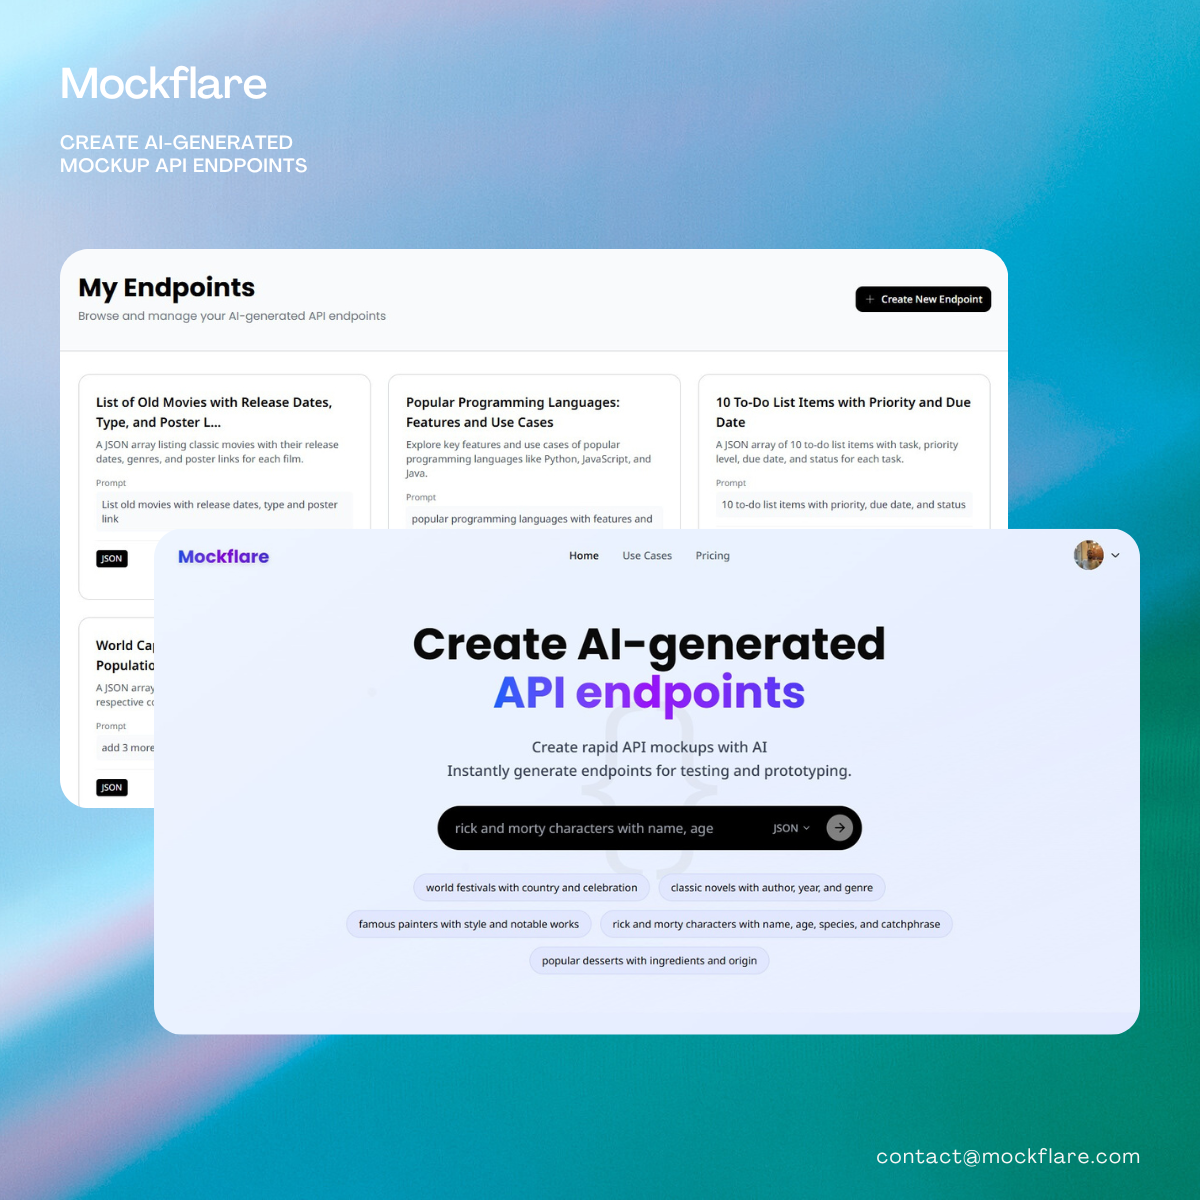 Mockflare
CREATE AI-GENERATED
MOCKUP API ENDPOINTS
My Endpoints
Browse and manage your AI-generated API endpoints
+ Create New Endpoint
List of Old Movies with Release Dates,
Type, and Poster L...
A JSON array listing classic movies with their release
dates, genres, and poster links for each film.
Prompt
List old movies with release dates, type and poster
link
JSON
Popular Programming Languages:
Features and Use Cases
Explore key features and use cases of popular
programming languages like Python, JavaScript, and
Java.
Prompt
popular programming languages with features and
10 To-Do List Items with Priority and Due
Date
A JSON array of 10 to-do list items with task, priority
level, due date, and status for each task.
Prompt
10 to-do list items with priority, due date, and status
World
A JSON array
respective
Prompt
add 3 more
JSON
Mockflare
Home
Use Cases
Pricing
Create AI-generated
API endpoints
{}
Create rapid API mockups with AI
Instantly generate endpoints for testing and prototyping.
rick and morty characters with name, age
JSON
world festivals with country and celebration
classic novels with author, year, and genre
famous painters with style and notable works
rick and morty characters with name, age, species, and catchphrase
popular desserts with ingredients and origin
contact@mockflare.com